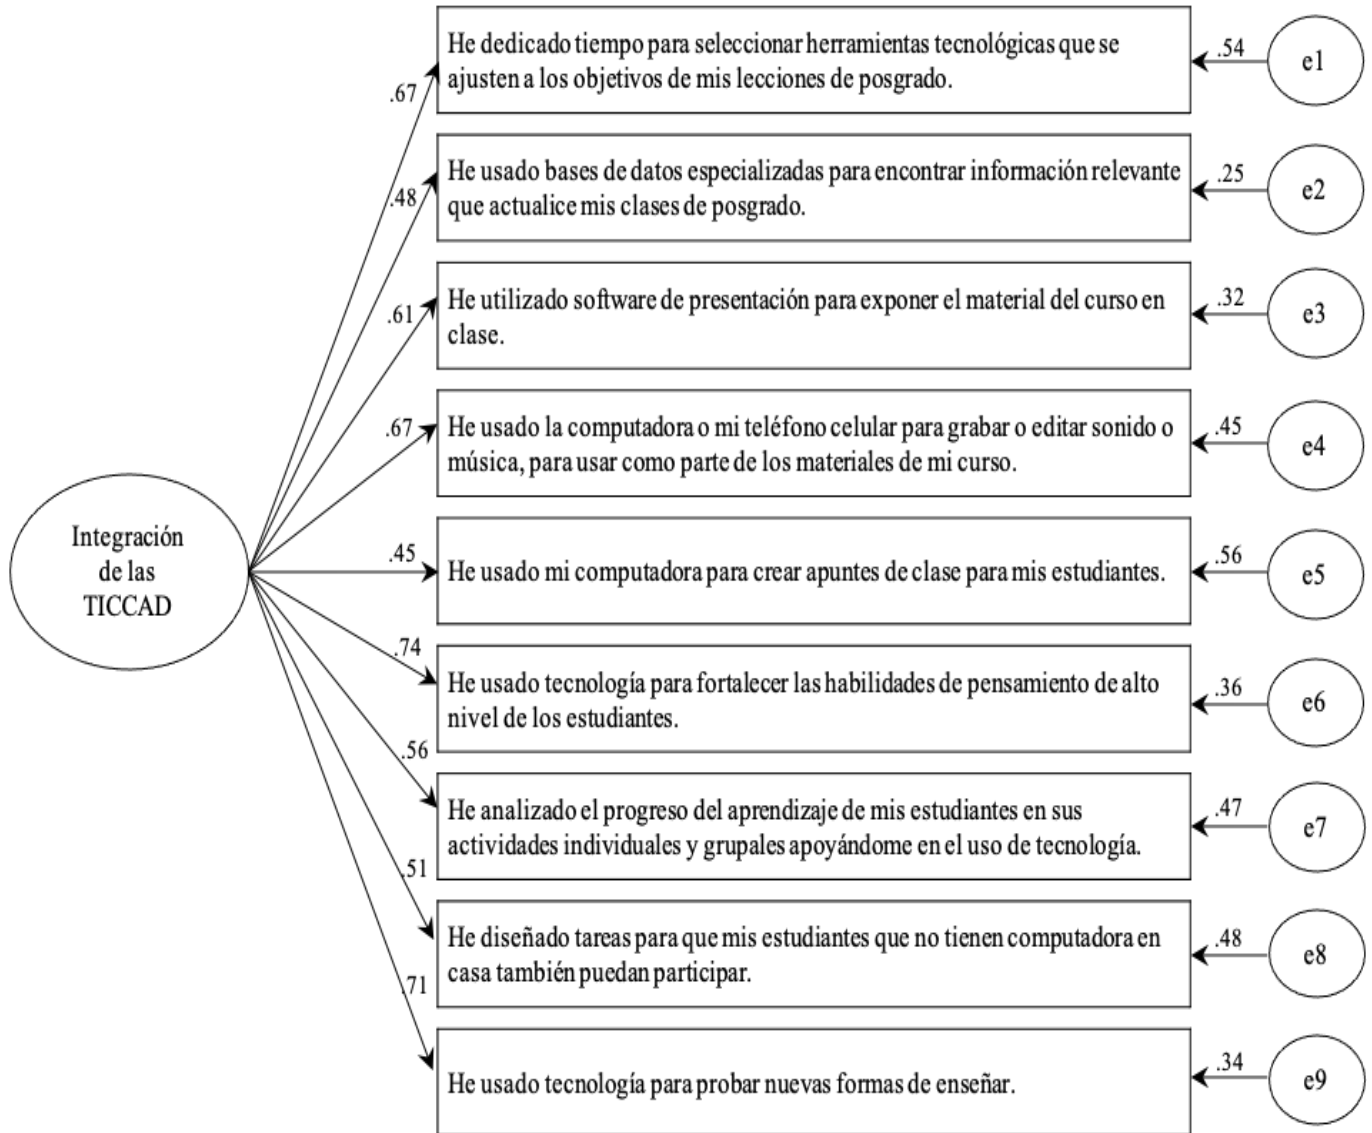 He dedicado tiempo para seleccionar herramientas tecnológicas que se
ajusten a los objetivos de mis lecciones de posgrado.
.54
e1
.67
He usado bases de datos especializadas para encontrar información relevante
que actualice mis clases de posgrado.
.25
e2
.48
He utilizado software de presentación para exponer el material del curso en
clase.
.32
e3
.61
He usado la computadora o mi teléfono celular para grabar o editar sonido o
música, para usar como parte de los materiales de mi curso.
.45
e4
.67
Integración
de las
TICCAD
.45
He usado mi computadora para crear apuntes de clase para mis estudiantes.
.56
e5
.74
He usado tecnología para fortalecer las habilidades de pensamiento de alto
nivel de los estudiantes.
.36
e6
.56
He analizado el progreso del aprendizaje de mis estudiantes en sus
actividades individuales y grupales apoyándome en el uso de tecnología.
.47
e7
.51
He diseñado tareas para que mis estudiantes que no tienen computadora en
casa también puedan participar.
.48
e8
.71
He usado tecnología para probar nuevas formas de enseñar.
.34
e9